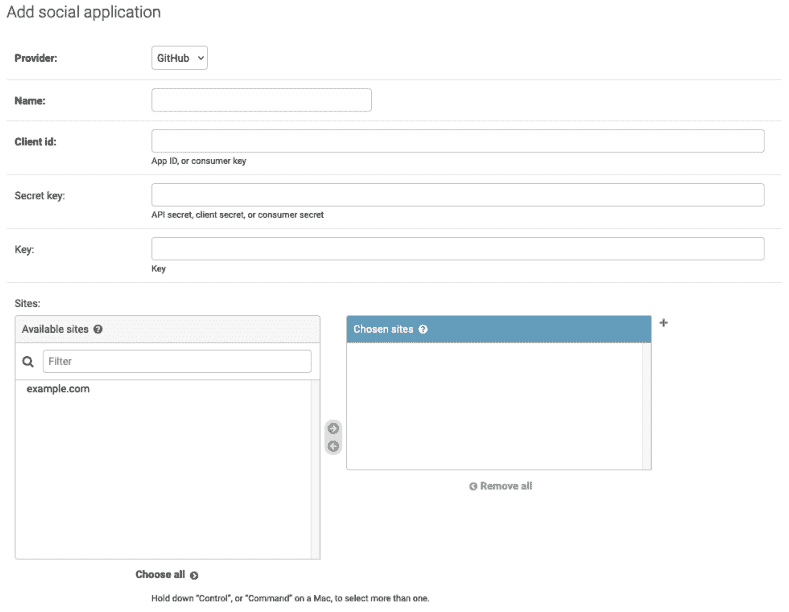 Add social application
Provider: GitHub
Name:
Client id:
App ID, or consumer key
Secret key:
API secret, client secret, or consumer secret
Key:
Key
Sites:
Available sites
Chosen sites
Filter
example.com
Remove all
Choose all
Hold down "Control", or "Command" on a Mac, to select more than one.